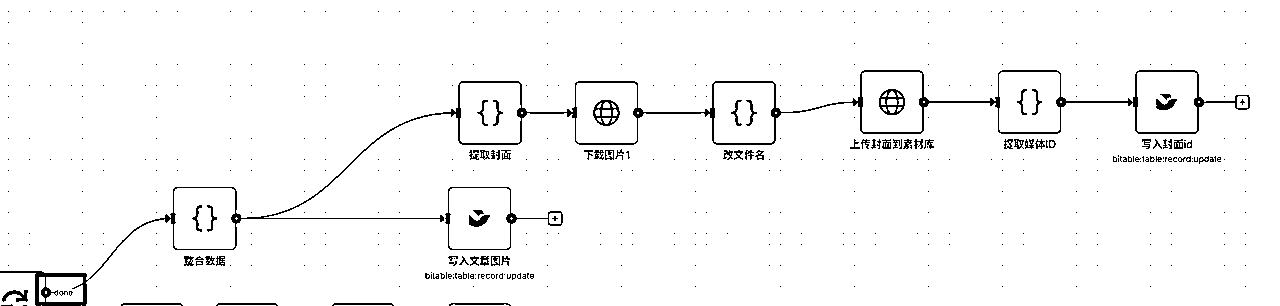 提取封面
下载图片1
改文件名
上传封面到素材库
提取媒体ID
写入封面id
bitable:table:record:update
整合数据
写入文章图片
bitable:table:record:update
done